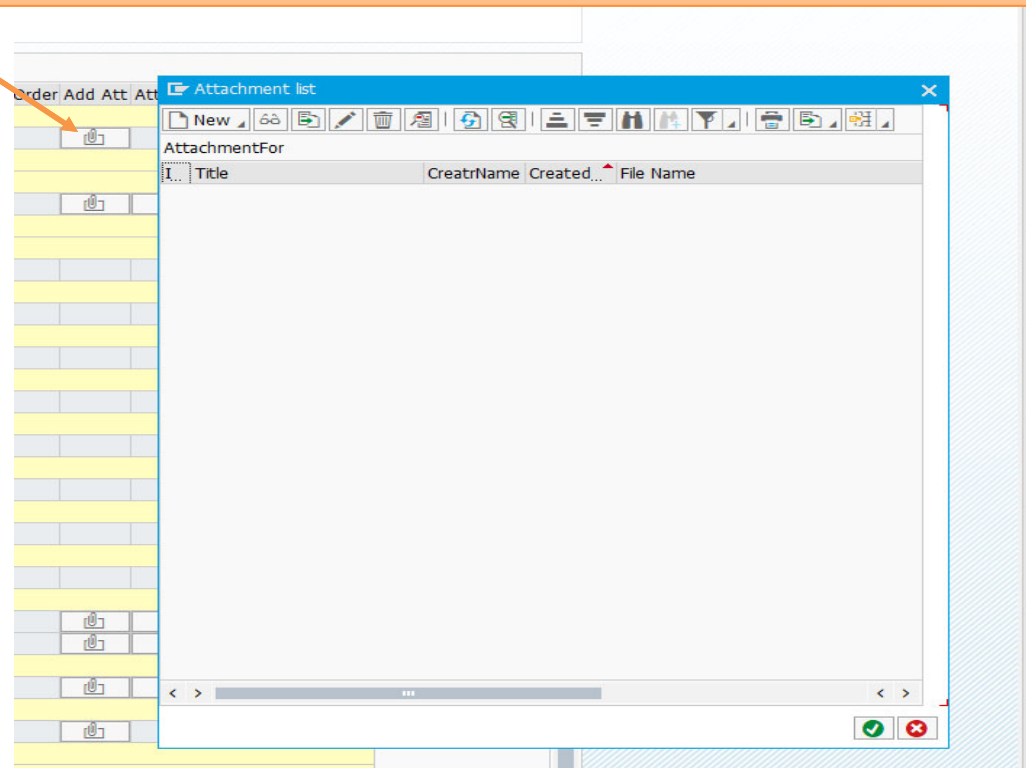 Attachment list
Order Add Att Att
New
AttachmentFor
I.. Title CreatrName Created... File Name